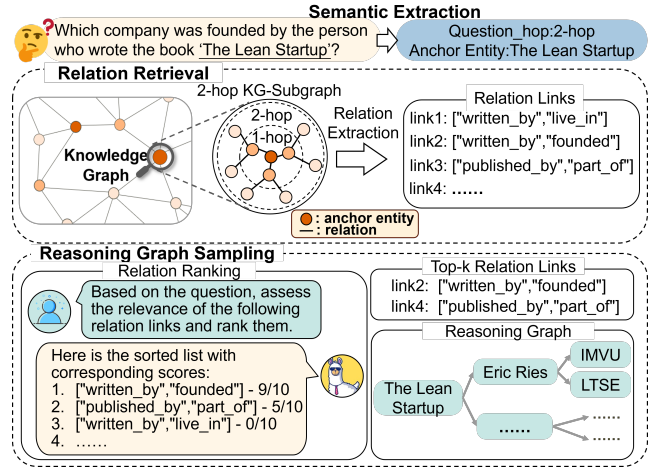 Semantic Extraction
Which company was founded by the person
who wrote the book ‘The Lean Startup’?
Question_hop:2-hop
Anchor Entity:The Lean Startup
Relation Retrieval
2-hop KG-Subgraph
Knowledge
Graph
2-hop
1-hop
Relation
Extraction
Relation Links
link1: ["written_by","live_in"]
link2: ["written_by","founded"]
link3: ["published_by","part_of"]
link4: ......
: anchor entity
: relation
Reasoning Graph Sampling
Relation Ranking
Based on the question, assess
the relevance of the following
relation links and rank them.
Here is the sorted list with
corresponding scores:
1. ["written_by","founded"] - 9/10
2. ["published_by","part_of"] - 5/10
3. ["written_by","live_in"] - 0/10
4. ......
Top-k Relation Links
link2: ["written_by","founded"]
link4: ["published_by","part_of"]
Reasoning Graph
The Lean
Startup
Eric Ries
IMVU
LTSE
......
......
......